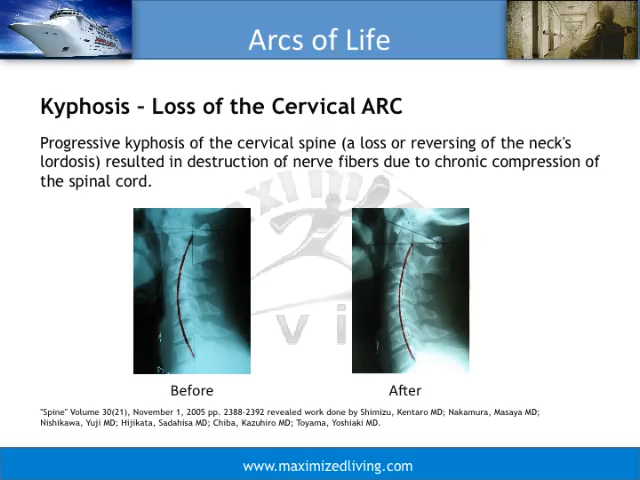 Arcs of Life
Kyphosis – Loss of the Cervical ARC
Progressive kyphosis of the cervical spine (a loss or reversing of the neck's
lordosis) resulted in destruction of nerve fibers due to chronic compression of
the spinal cord.
maximized
living
Before
After
"Spine" Volume 30(21), November 1, 2005 pp. 2388-2392 revealed work done by Shimizu, Kentaro MD; Nakamura, Masaya MD;
Nishikawa, Yuji MD; Hijikata, Sadahisa MD; Chiba, Kazuhiro MD; Toyama, Yoshiaki MD.
www.maximizedliving.com